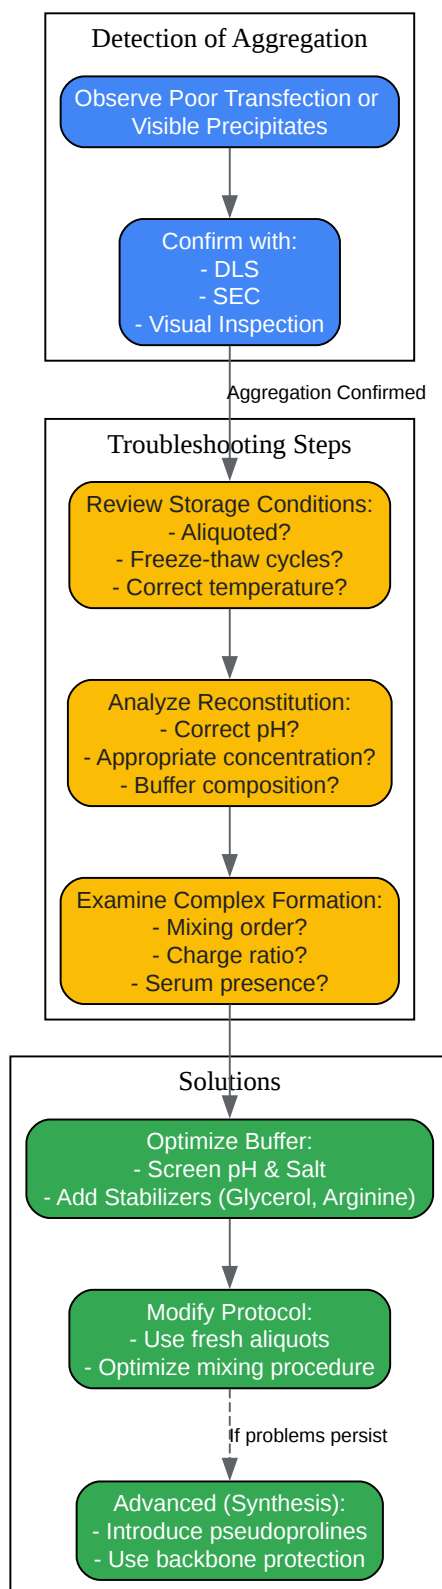 Detection of Aggregation
Observe Poor Transfection or
Visible Precipitates
Confirm with:
- DLS
- SEC
- Visual Inspection
Aggregation Confirmed
Troubleshooting Steps
Review Storage Conditions:
- Aliquoted?
- Freeze-thaw cycles?
- Correct temperature?
Analyze Reconstitution:
- Correct pH?
- Appropriate concentration?
- Buffer composition?
Examine Complex Formation:
- Mixing order?
- Charge ratio?
- Serum presence?
Solutions
Optimize Buffer:
- Screen pH & Salt
- Add Stabilizers (Glycerol, Arginine)
Modify Protocol:
- Use fresh aliquots
- Optimize mixing procedure
If problems persist
Advanced (Synthesis):
- Introduce pseudoprolines
- Use backbone protection